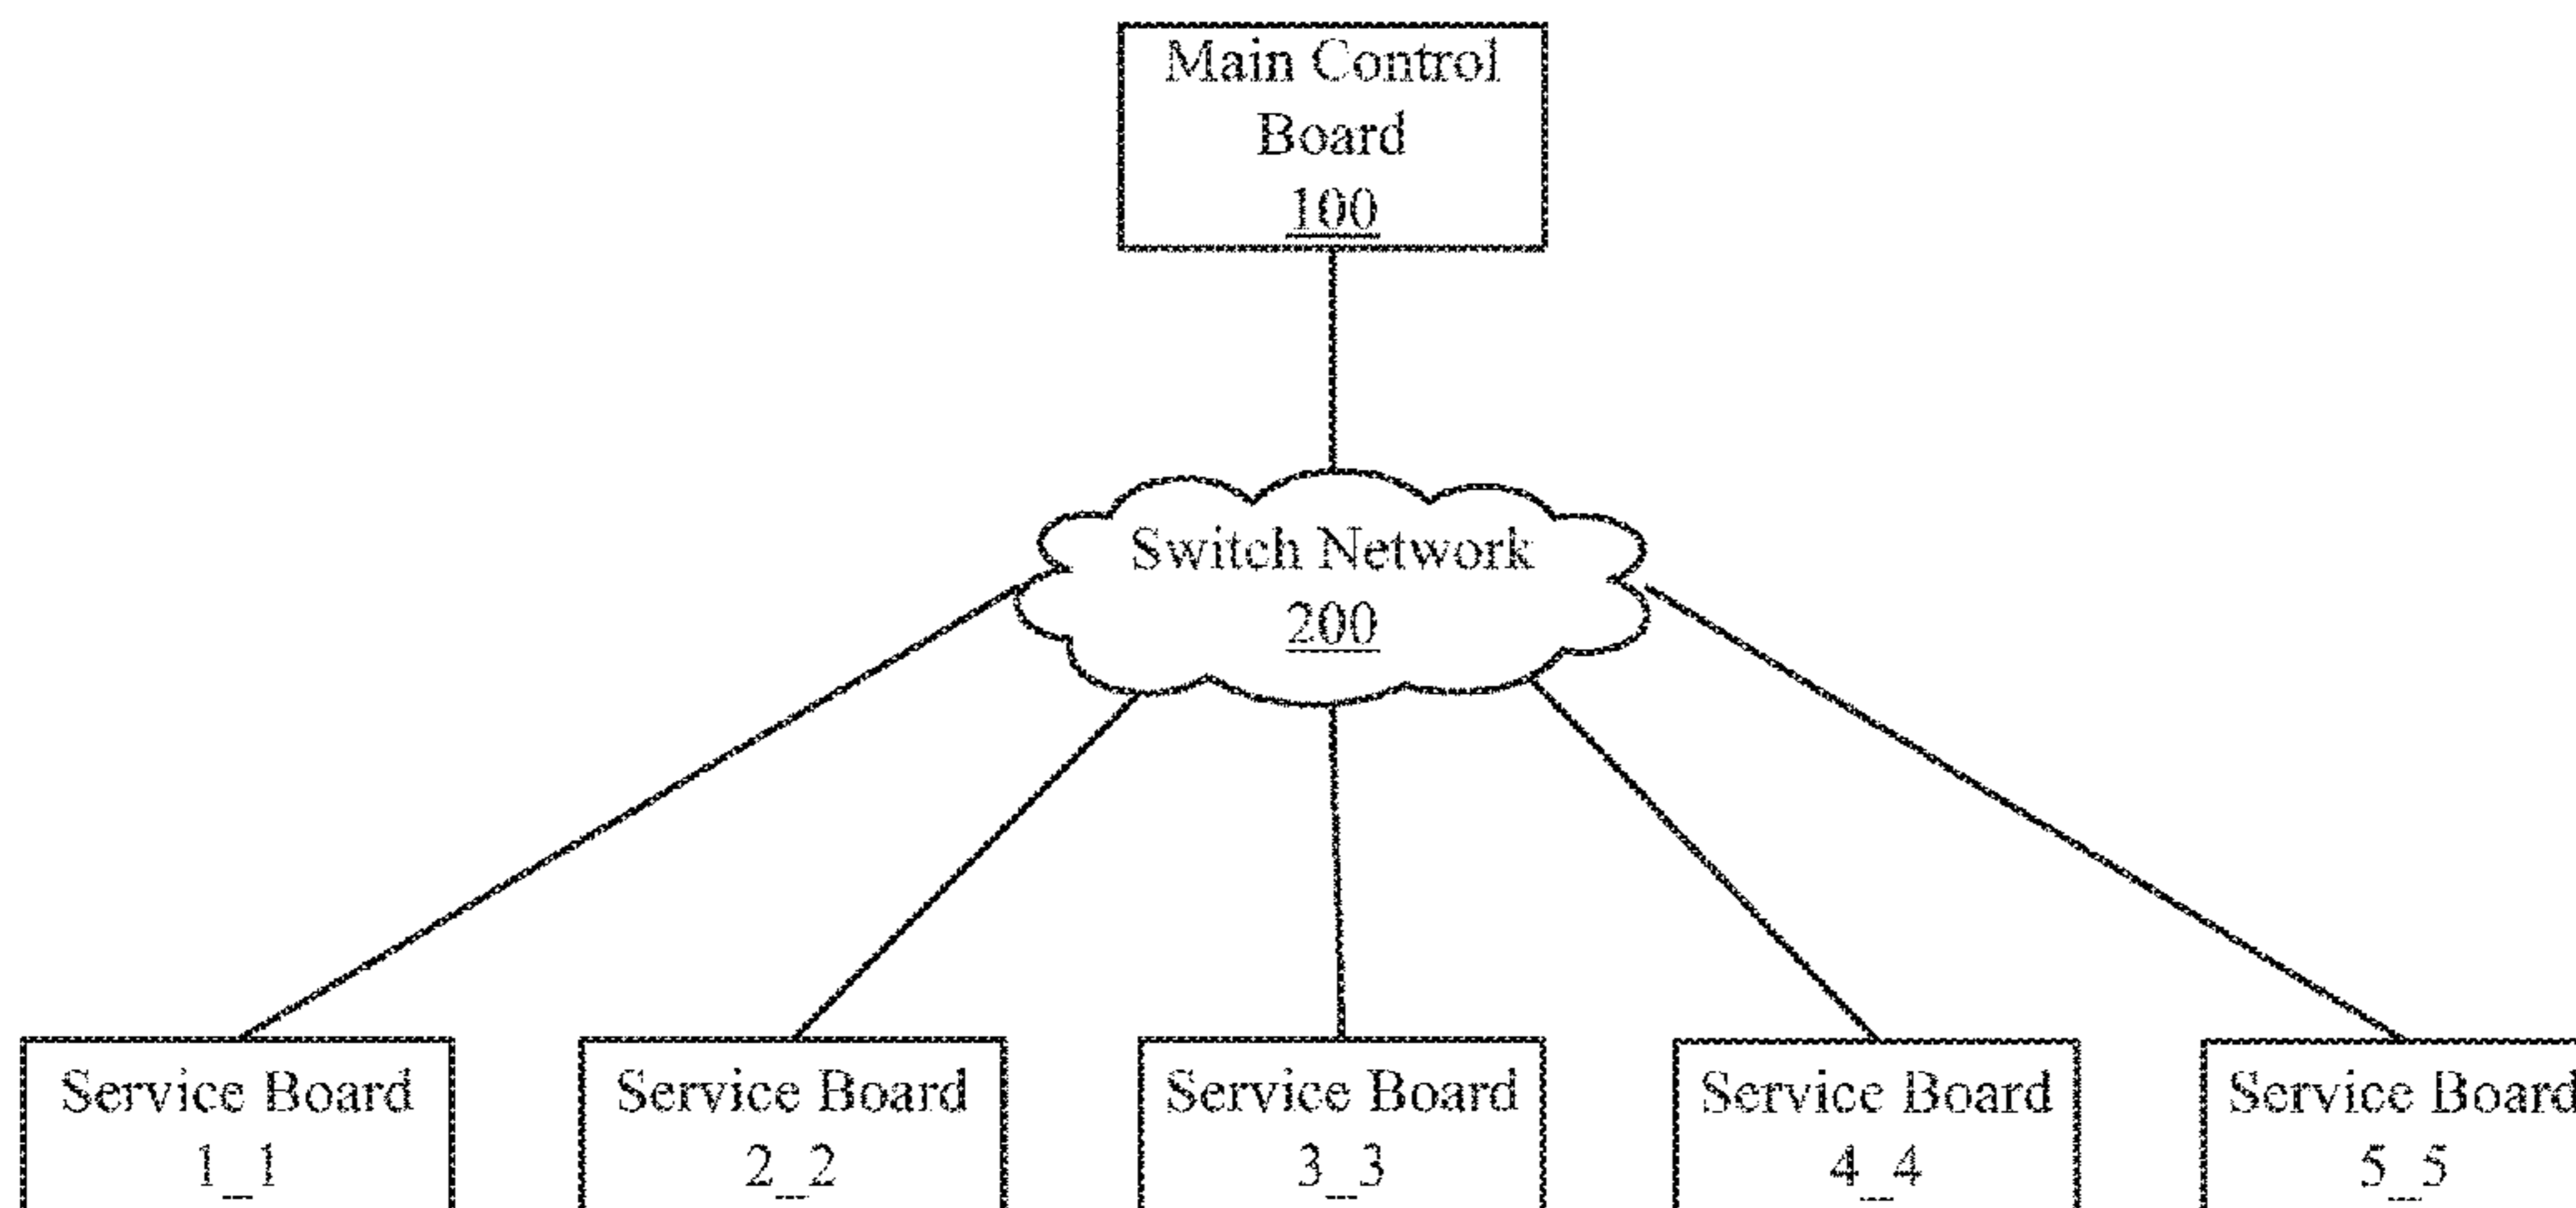 Main Control
Board
100
Switch Network
200
Service Board
1_1
Service Board
2_2
Service Board
3_3
Service Board
4_4
Service Board
5_5